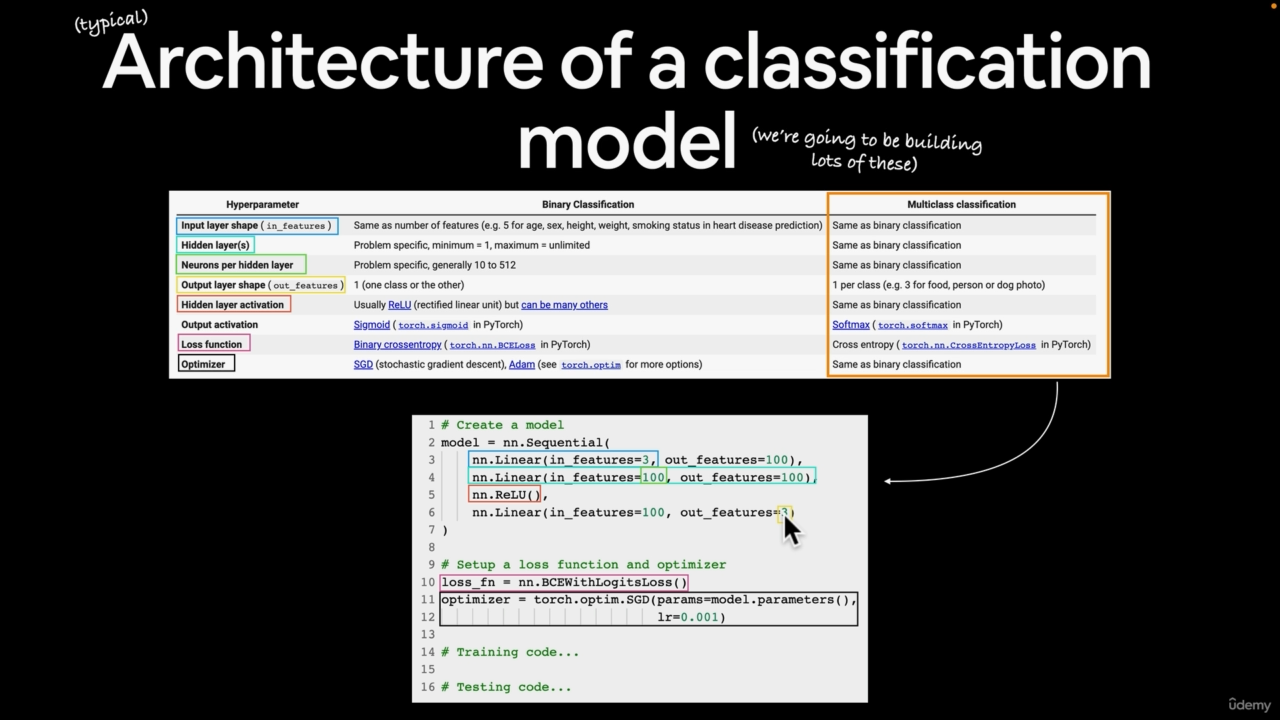 (typical)
Architecture of a classification
model
(we're going to be building
lots of these)
Hyperparameter Binary Classification Multiclass classification
Input layer shape (in_features) Same as number of features (e.g. 5 for age, sex, height, weight, smoking status in heart disease prediction) Same as binary classification
Hidden layer(s) Problem specific, minimum = 1, maximum = unlimited Same as binary classification
Neurons per hidden layer Problem specific, generally 10 to 512 Same as binary classification
Output layer shape (out_features) 1 (one class or the other) 1 per class (e.g. 3 for food, person or dog photo)
Hidden layer activation Usually ReLU (rectified linear unit) but can be many others Same as binary classification
Output activation Sigmoid (torch.sigmoid in PyTorch) Softmax (torch.softmax in PyTorch)
Loss function Binary crossentropy (torch.nn.BCELoss in PyTorch) Cross entropy (torch.nn.CrossEntropyLoss in PyTorch)
Optimizer SGD (stochastic gradient descent), Adam (see torch.optim for more options) Same as binary classification
1 # Create a model
2 model = nn.Sequential(
3 nn.Linear(in_features=3, out_features=100),
4 nn.Linear(in_features=100, out_features=100),
5 nn.ReLU(),
6 nn.Linear(in_features=100, out_features=3)
7 )
8
9 # Setup a loss function and optimizer
10 loss_fn = nn.BCEWithLogitsLoss()
11 optimizer = torch.optim.SGD(params=model.parameters(),
12 lr=0.001)
13
14 # Training code...
15
16 # Testing code...
ûdemy